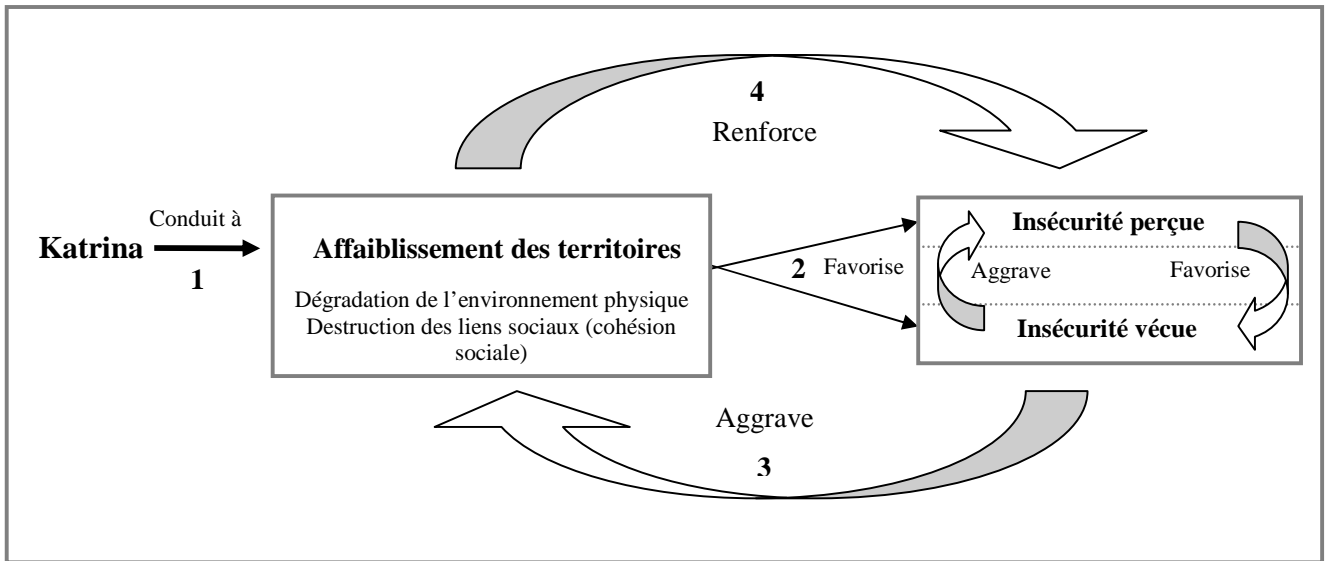 4
Renforce
Conduit à
Katrina
1
Affaiblissement des territoires
Dégradation de l’environnement physique
Destruction des liens sociaux (cohésion
sociale)
2 Favorise
Insécurité perçue
Aggrave
Favorise
Insécurité vécue
Aggrave
3